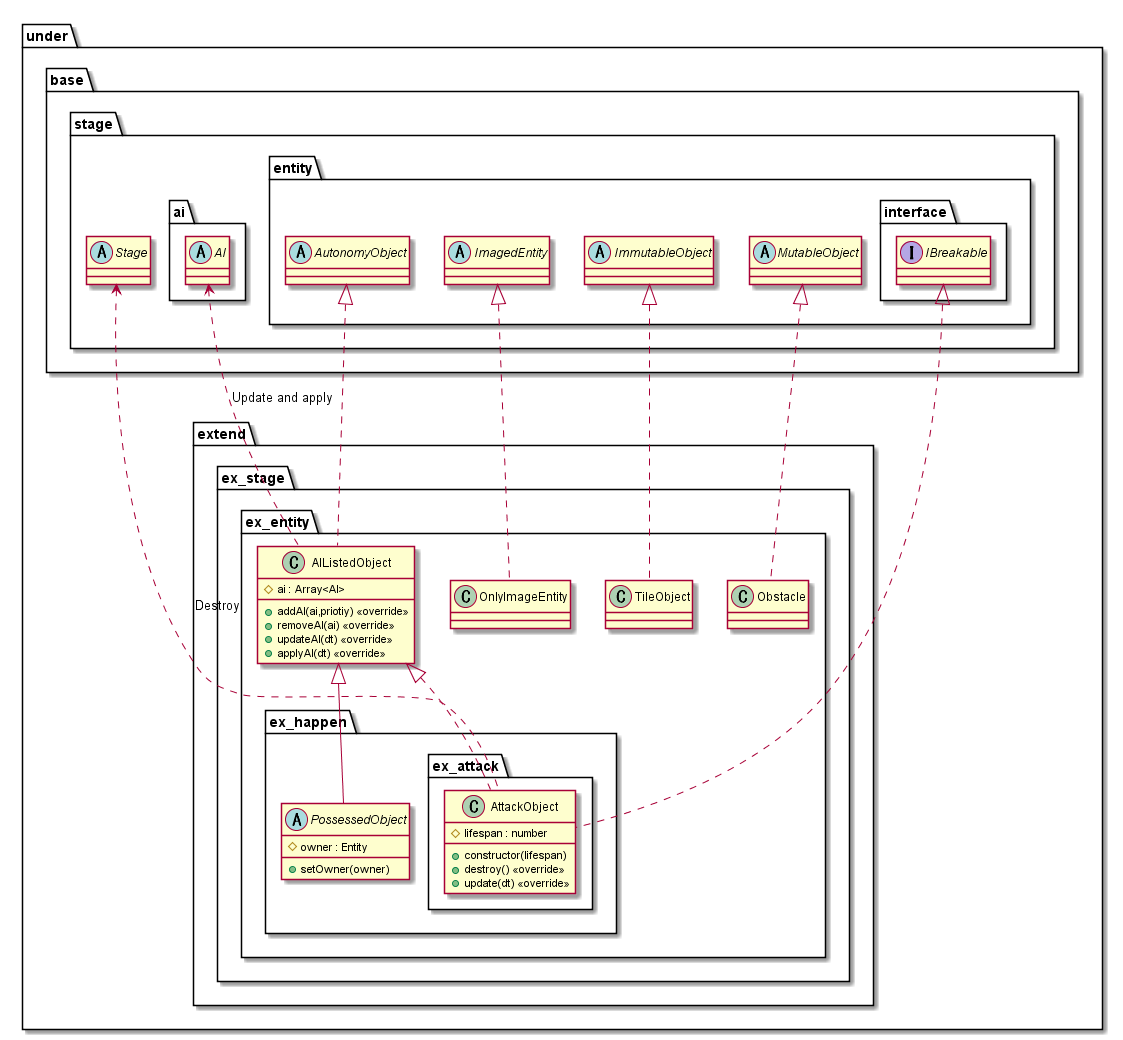 under
base
stage
entity
ai
interface
A Stage
A AI
A AutonomyObject
A ImagedEntity
A ImmutableObject
A MutableObject
I IBreakable
Update and apply
extend
ex_stage
ex_entity
C AIListedObject
ai : Array<AI>
addAI(ai,priotiy) «override»
removeAI(ai) «override»
updateAI(dt) «override»
applyAI(dt) «override»
C OnlyImageEntity
C TileObject
C Obstacle
Destroy
ex_happen
ex_attack
A PossessedObject
owner : Entity
setOwner(owner)
C AttackObject
lifespan : number
constructor(lifespan)
destroy() «override»
update(dt) «override»